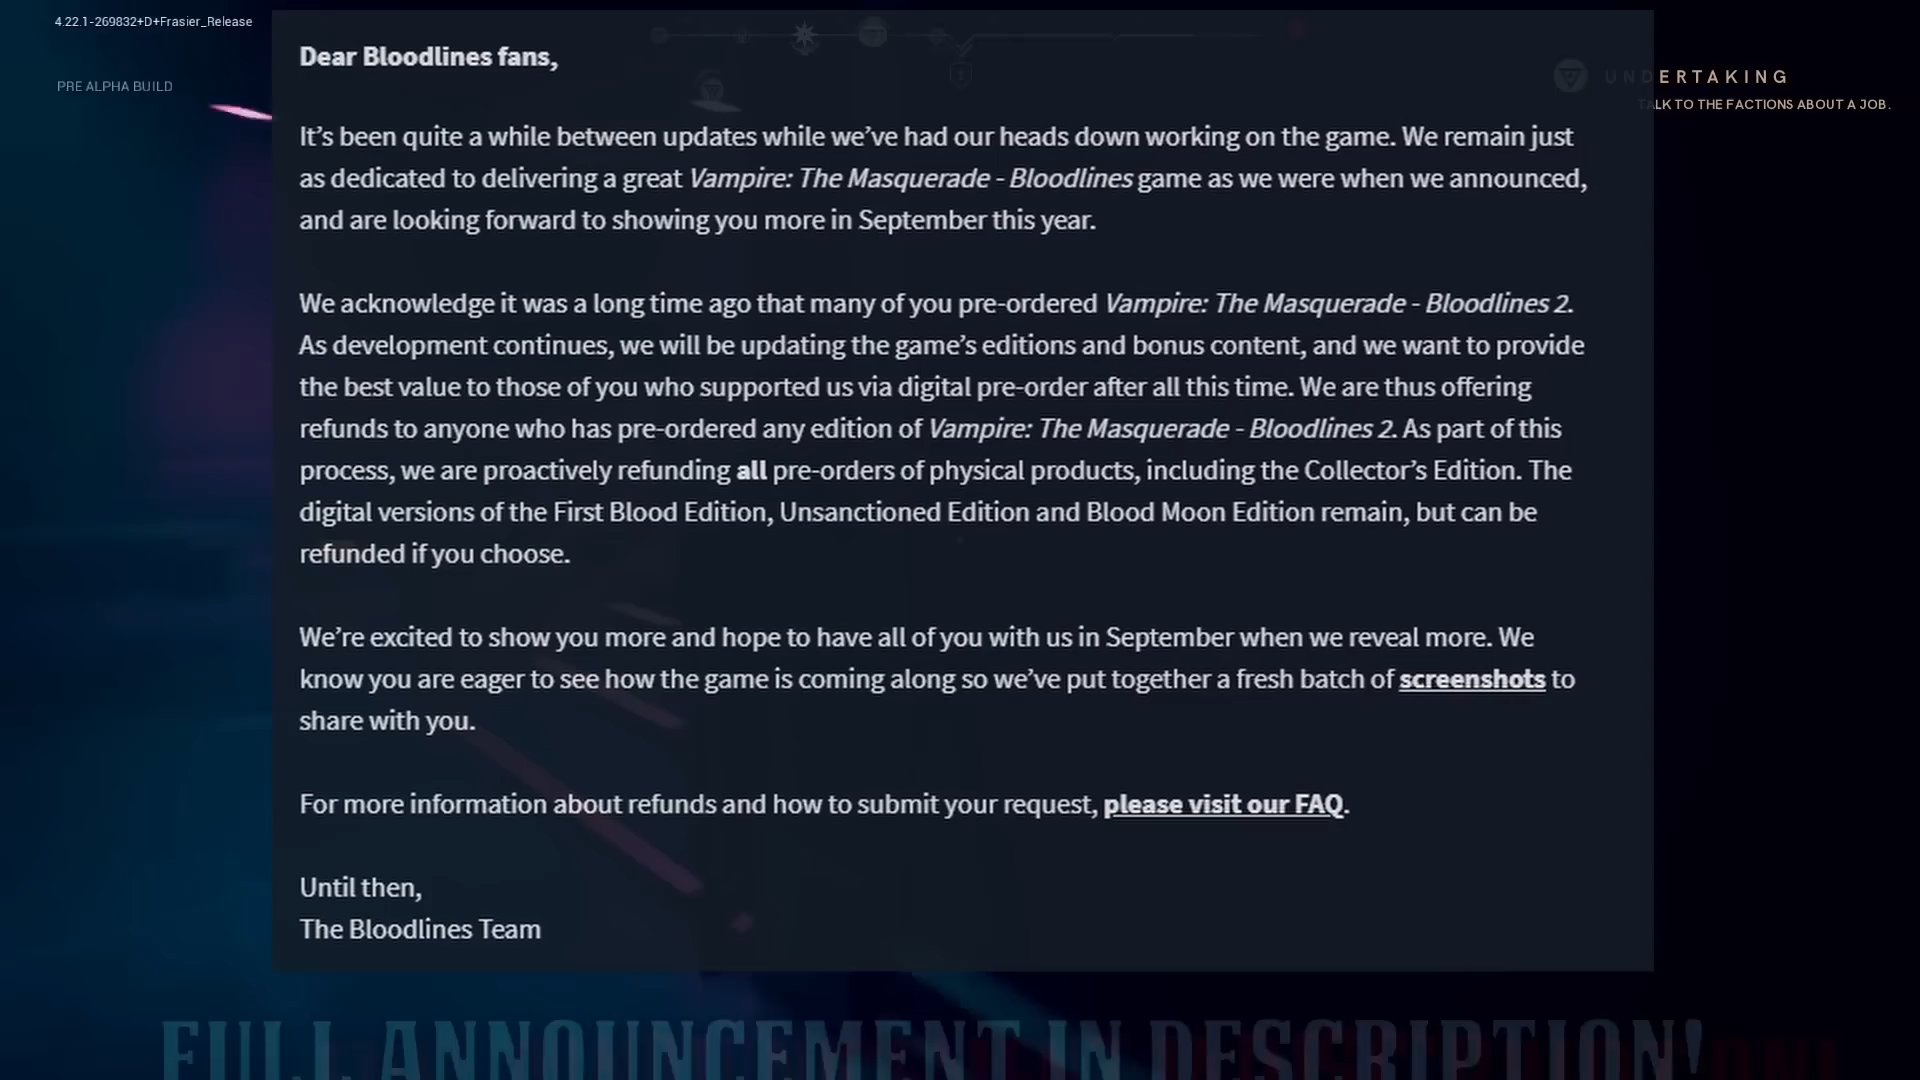 4.22.1-269832+D+Frasier_Release
PRE ALPHA BUILD
UNDERTAKING
TALK TO THE FACTIONS ABOUT A JOB.
Dear Bloodlines fans,
It’s been quite a while between updates while we’ve had our heads down working on the game. We remain just
as dedicated to delivering a great Vampire: The Masquerade - Bloodlines game as we were when we announced,
and are looking forward to showing you more in September this year.
We acknowledge it was a long time ago that many of you pre-ordered Vampire: The Masquerade - Bloodlines 2.
As development continues, we will be updating the game’s editions and bonus content, and we want to provide
the best value to those of you who supported us via digital pre-order after all this time. We are thus offering
refunds to anyone who has pre-ordered any edition of Vampire: The Masquerade - Bloodlines 2. As part of this
process, we are proactively refunding all pre-orders of physical products, including the Collector’s Edition. The
digital versions of the First Blood Edition, Unsanctioned Edition and Blood Moon Edition remain, but can be
refunded if you choose.
We’re excited to show you more and hope to have all of you with us in September when we reveal more. We
know you are eager to see how the game is coming along so we’ve put together a fresh batch of screenshots to
share with you.
For more information about refunds and how to submit your request, please visit our FAQ.
Until then,
The Bloodlines Team
FULL ANNOUNCEMENT IN DESCRIPTION!